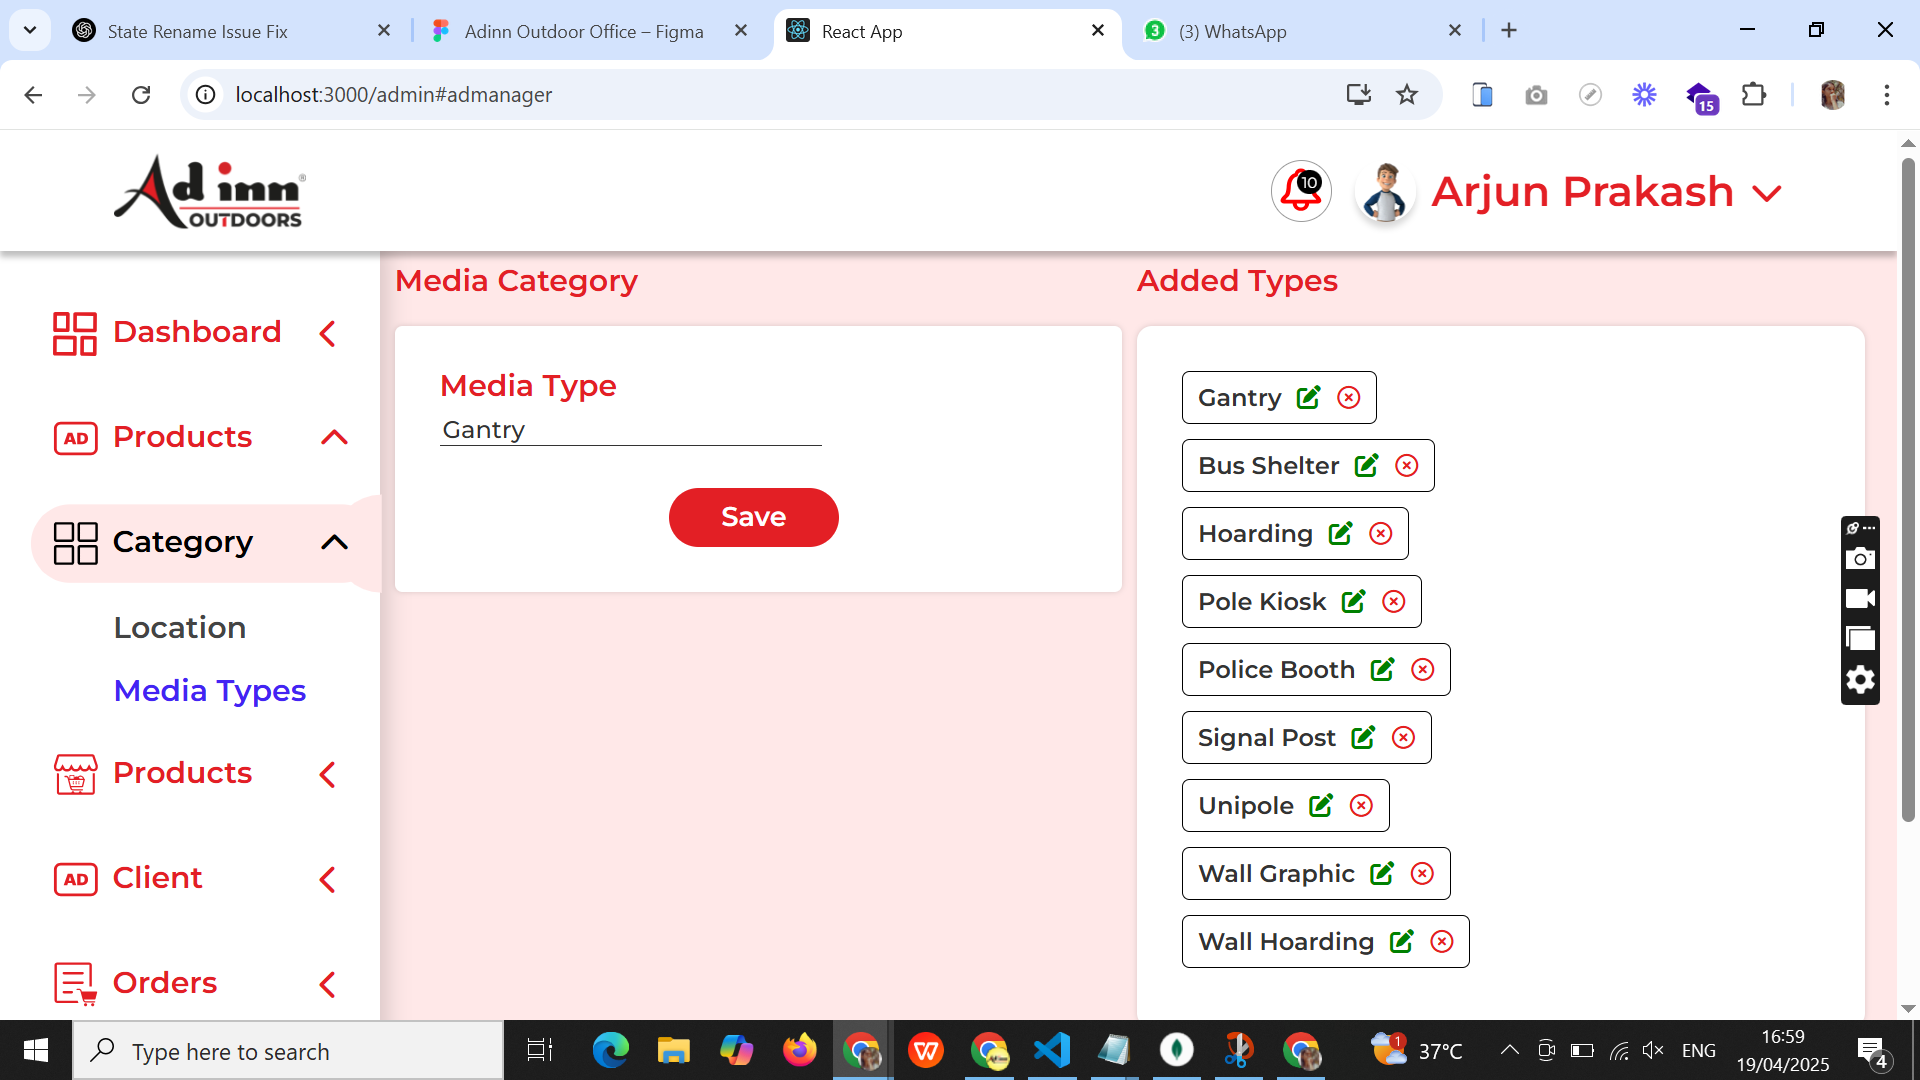 State Rename Issue Fix
Adinn Outdoor Office – Figma
React App
3
(3) WhatsApp
localhost:3000/admin#admanager
15
Ad inn®
OUTDOORS
10
Arjun Prakash
Dashboard
AD Products
Category
Location
Media Types
Products
AD Client
Orders
Media Category
Media Type
Gantry
Save
Added Types
Gantry
Bus Shelter
Hoarding
Pole Kiosk
Police Booth
Signal Post
Unipole
Wall Graphic
Wall Hoarding
Type here to search
1
37°C
ENG
16:59
19/04/2025
4